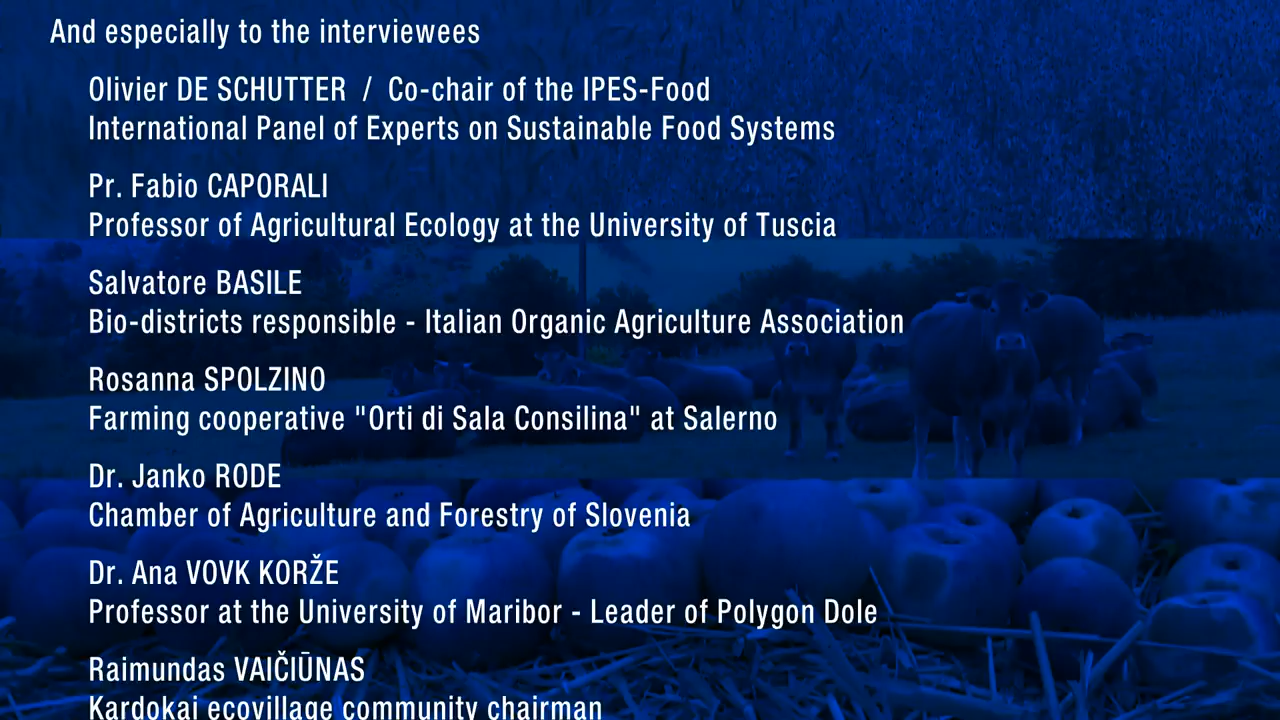 And especially to the interviewees
Olivier DE SCHUTTER / Co-chair of the IPES-Food
International Panel of Experts on Sustainable Food Systems
Pr. Fabio CAPORALI
Professor of Agricultural Ecology at the University of Tuscia
Salvatore BASILE
Bio-districts responsible - Italian Organic Agriculture Association
Rosanna SPOLZINO
Farming cooperative "Orti di Sala Consilina" at Salerno
Dr. Janko RODE
Chamber of Agriculture and Forestry of Slovenia
Dr. Ana VOVK KORŽE
Professor at the University of Maribor - Leader of Polygon Dole
Raimundas VAIČIŪNAS
Kardokai ecovillage community chairman